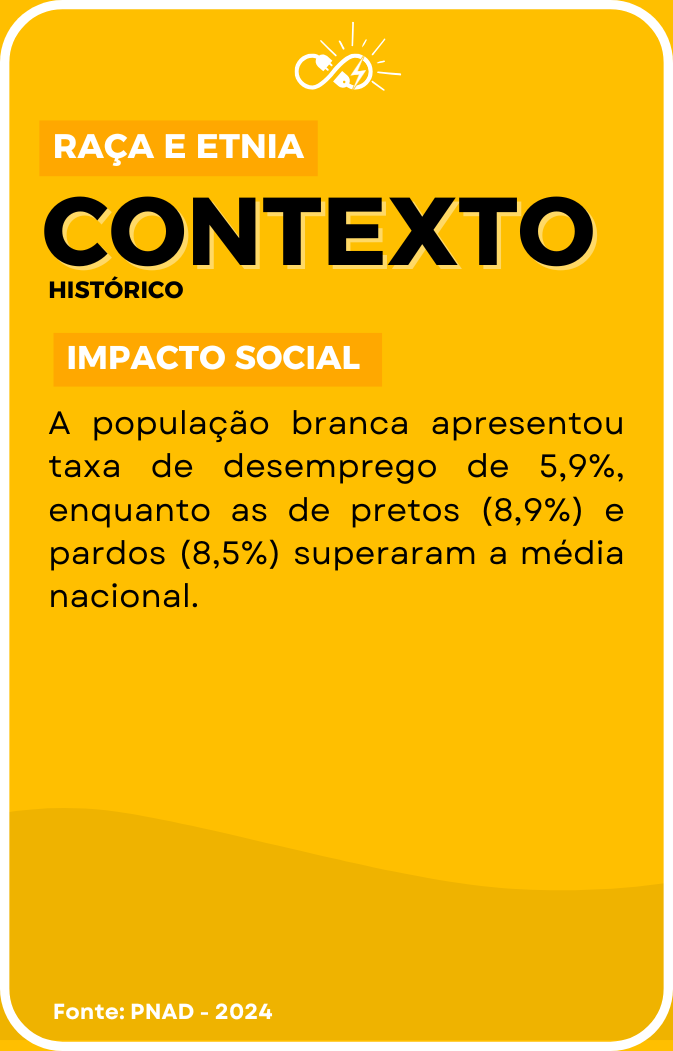 RAÇA E ETNIA
CONTEXTO
HISTÓRICO
IMPACTO SOCIAL
A população branca apresentou
taxa de desemprego de 5,9%,
enquanto as de pretos (8,9%) e
pardos (8,5%) superaram a média
nacional.
Fonte: PNAD - 2024